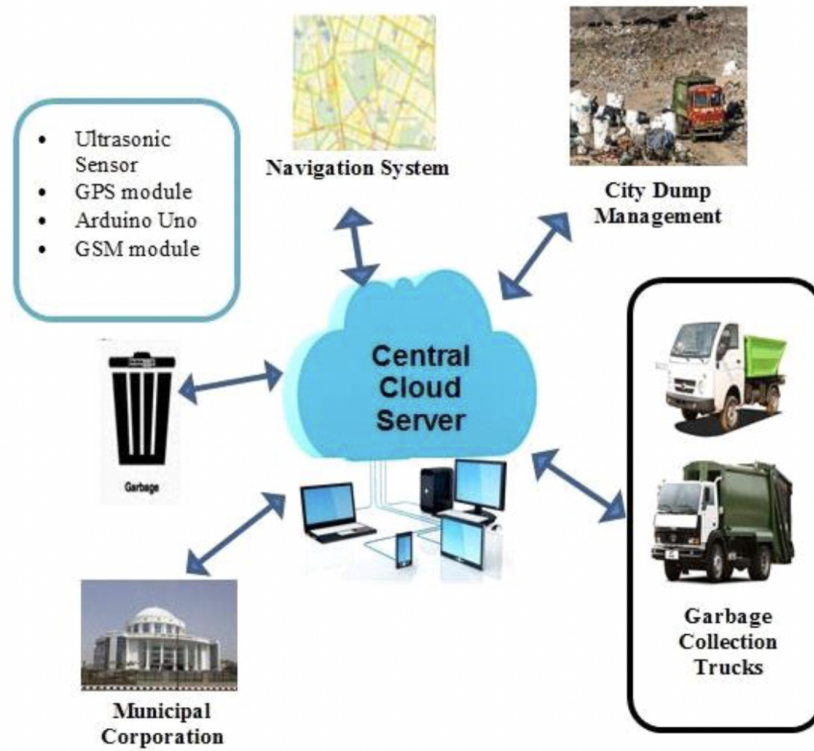 Ultrasonic
Sensor
GPS module
Arduino Uno
GSM module
Navigation System
City Dump
Management
Central
Cloud
Server
Garbage
Municipal
Corporation
Garbage
Collection
Trucks